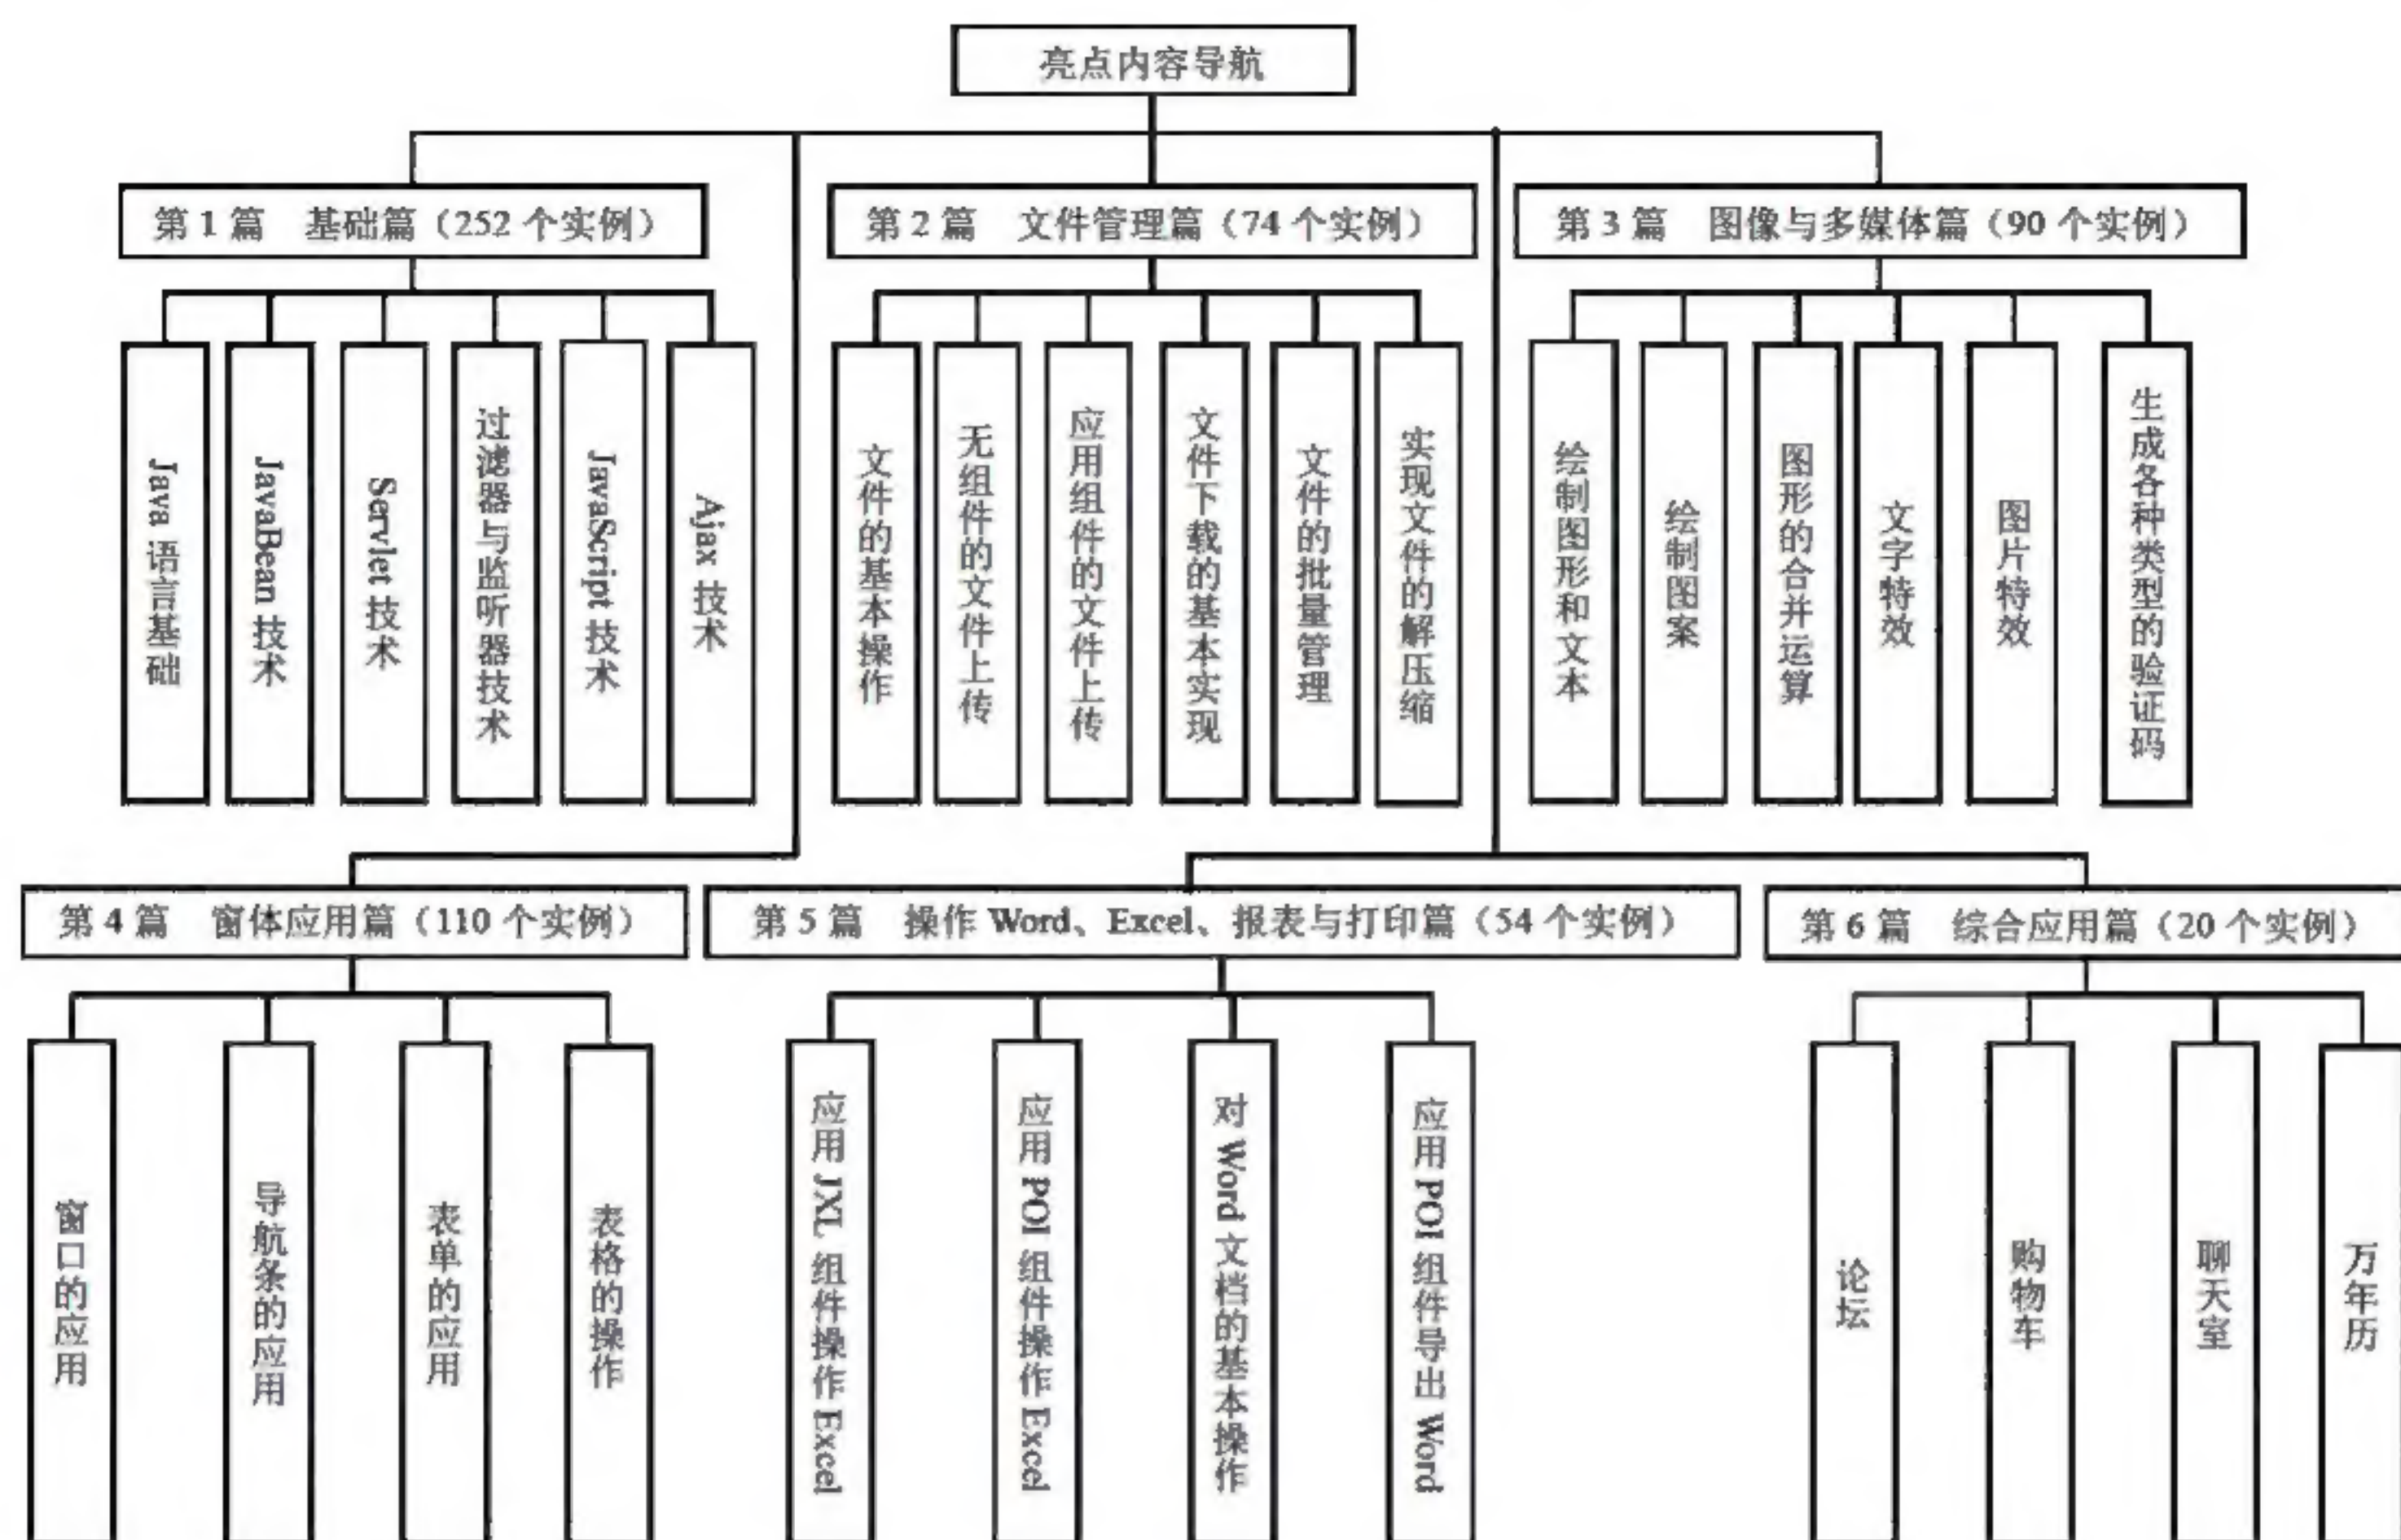 亮点内容导航
第 1 篇 基础篇（252 个实例）
第 2 篇 文件管理篇（74 个实例）
第 3 篇 图像与多媒体篇（90 个实例）
Java 语言基础
JavaBean 技术
Servlet 技术
过滤器与监听器技术
JavaScript 技术
Ajax 技术
文件的基本操作
无组件的文件上传
应用组件的文件上传
文件下载的基本实现
文件的批量管理
实现文件的解压缩
绘制图形和文本
绘制图案
图形的合并运算
文字特效
图片特效
生成各种类型的验证码
第 4 篇 窗体应用篇（110 个实例）
第 5 篇 操作 Word、Excel、报表与打印篇（54 个实例）
第 6 篇 综合应用篇（20 个实例）
窗口的应用
导航条的应用
表单的应用
表格的操作
应用 JXL 组件操作 Excel
应用 POI 组件操作 Excel
对 Word 文档的基本操作
应用 POI 组件导出 Word
论坛
购物车
聊天室
万年历